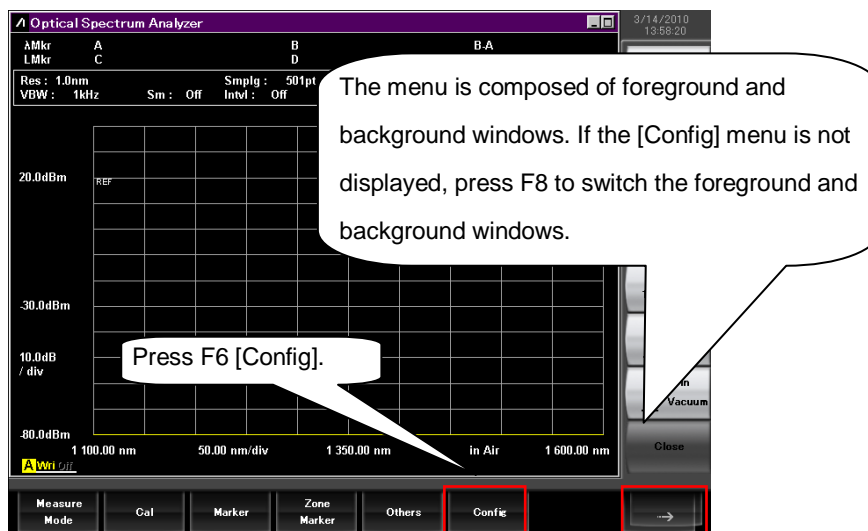 Optical Spectrum Analyzer
3/14/2010
13:58:20
λMkr A B B-A
LMkr C D
Res : 1.0nm Smplg : 501pt
VBW : 1kHz Sm : Off Intvl : Off
The menu is composed of foreground and
background windows. If the [Config] menu is not
displayed, press F8 to switch the foreground and
background windows.
20.0dBm
REF
-30.0dBm
10.0dB
/ div
Press F6 [Config].
Vacuum
-80.0dBm
1 100.00 nm 50.00 nm/div 1 350.00 nm in Air 1 600.00 nm
Close
A Wri Off
Measure
Mode
Cal
Marker
Zone
Marker
Others
Config
→